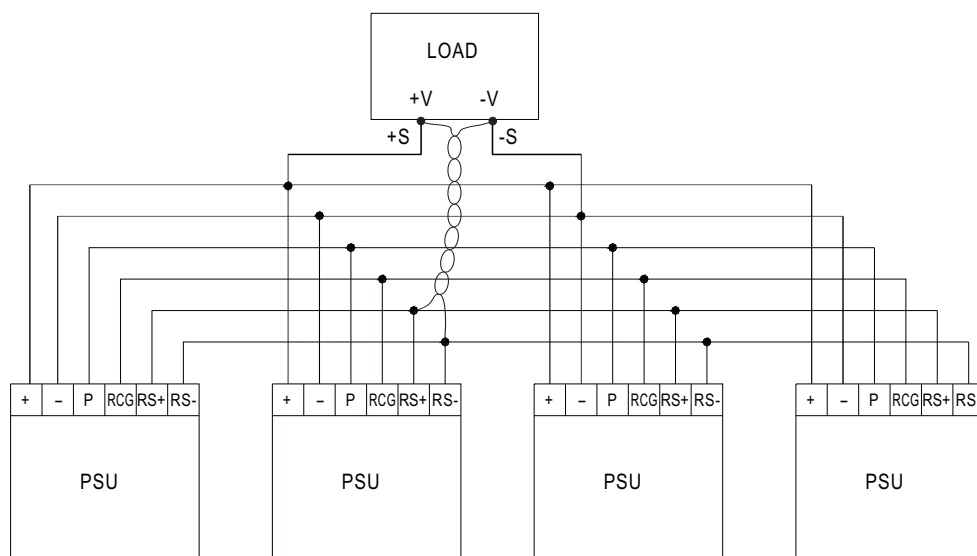 LOAD
+V -V
+S -S
+ – P RCG RS+ RS- + – P RCG RS+ RS- + – P RCG RS+ RS- + – P RCG RS+ RS
PSU PSU PSU PSU